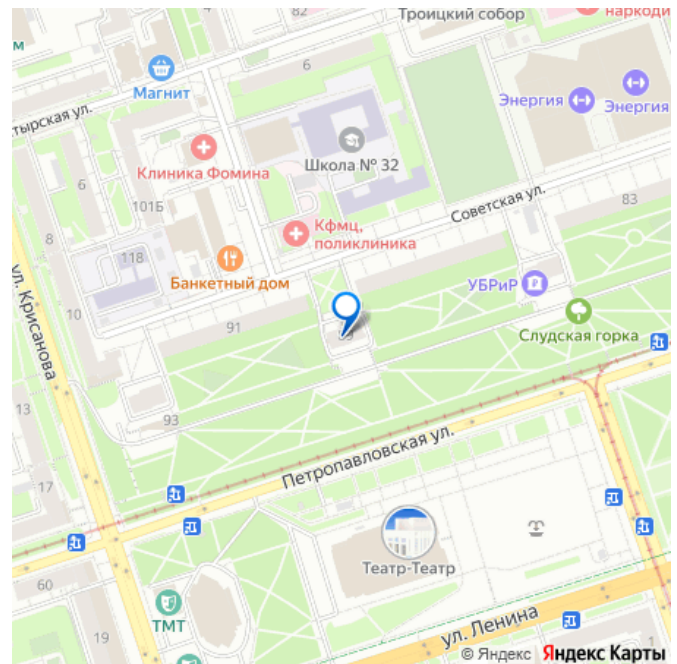 Троицкий собор
наркоди
82
м
6
Магнит
Энергия
Энергия
тырская ул.
Школа № 32
Клиника Фомина
6
101Б
Советская ул.
83
Кфмц,
поликлиника
8
118
Банкетный дом
УБРиР
ул. Крисанова
10
91
Слудская горка
13
93
Петропавловская ул.
17
Театр-Театр
60
ТМТ
19
ул. Ленина
1
© Яндекс Яндекс Карты